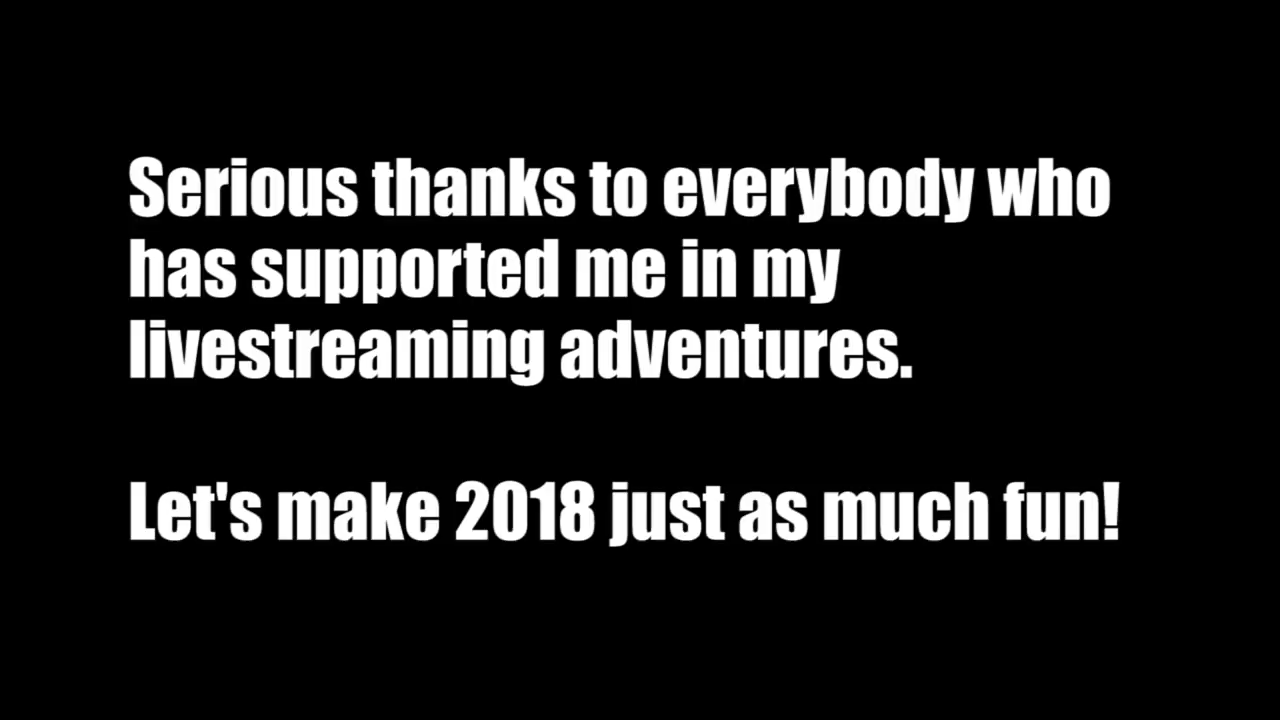 Serious thanks to everybody who
has supported me in my
livestreaming adventures.
Let's make 2018 just as much fun!